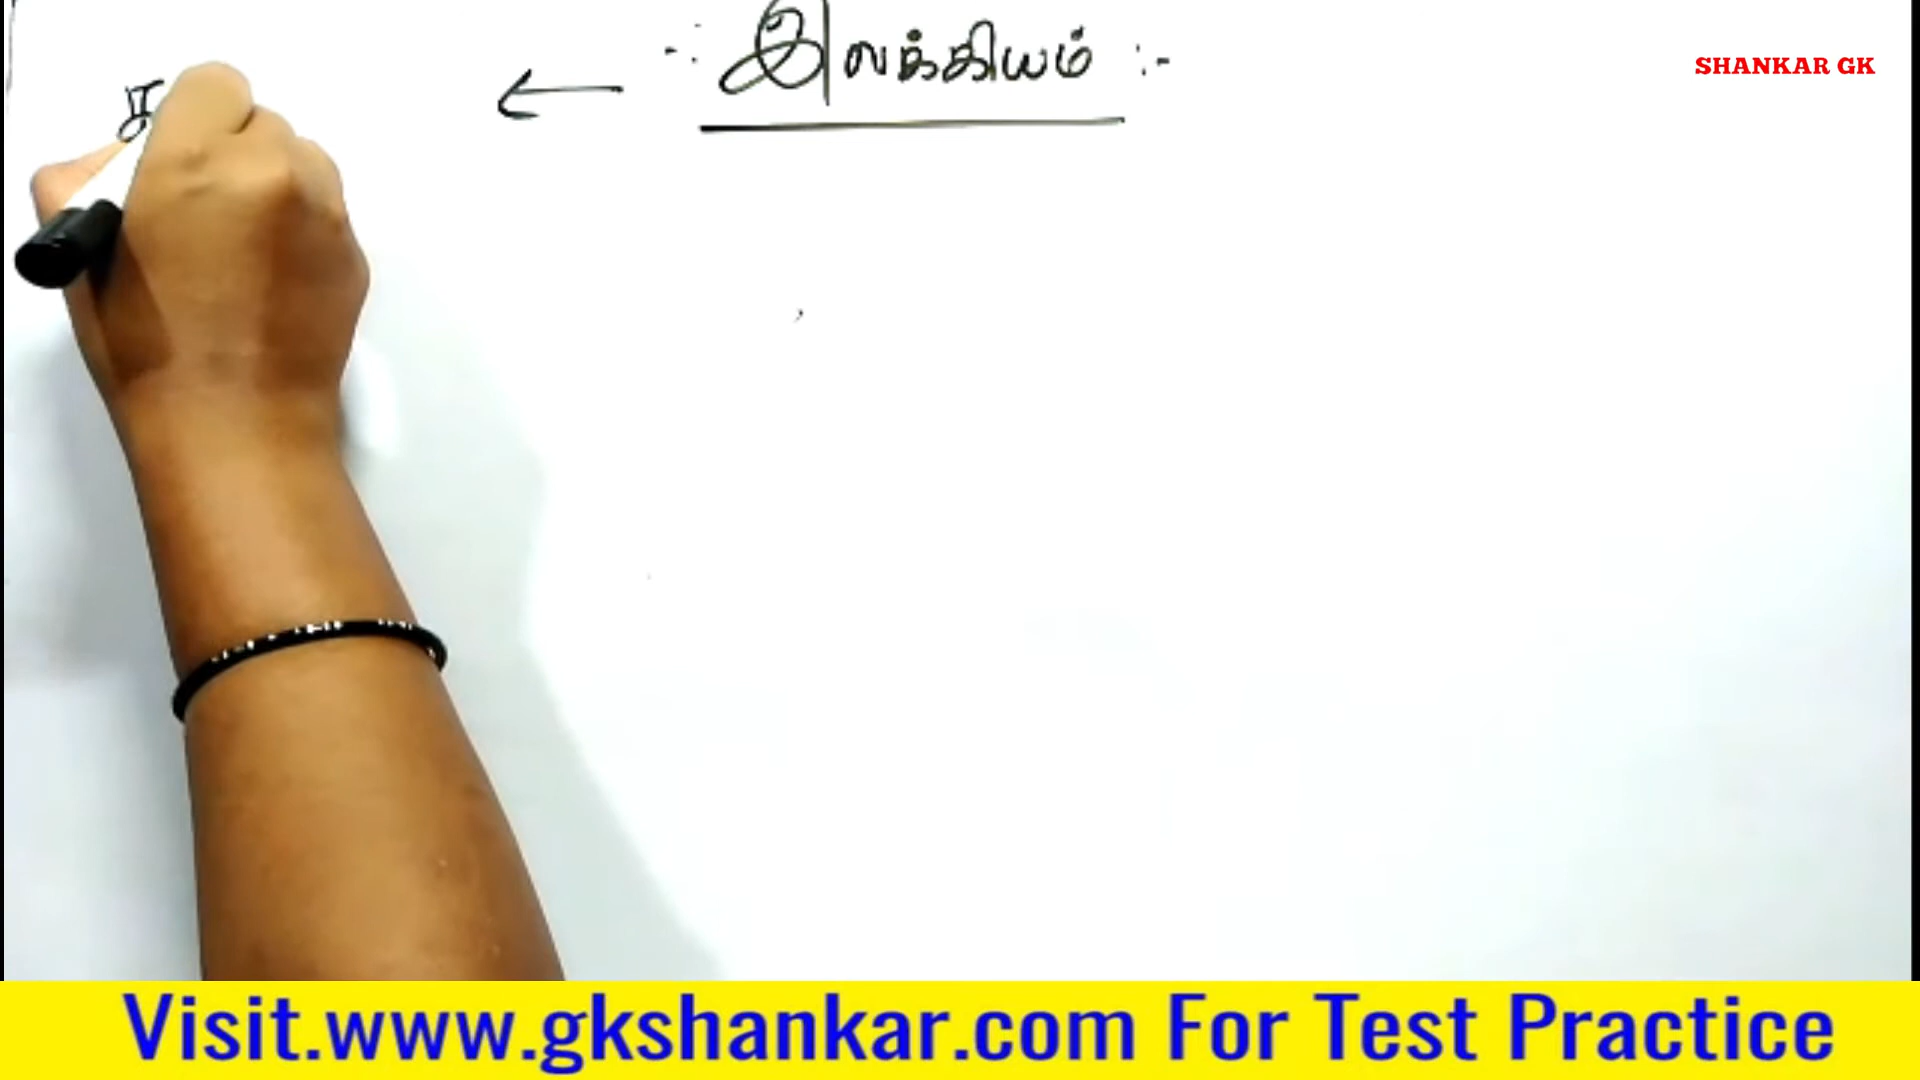 -: இலக்கியம் :-
SHANKAR GK
Visit.www.gkshankar.com For Test Practice